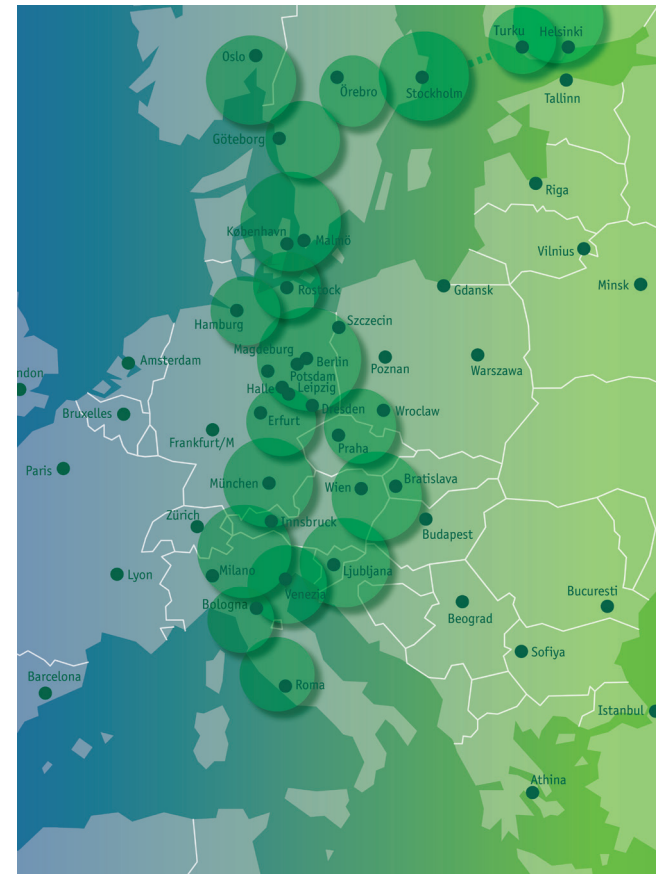 Turku
Helsinki
Oslo
Örebro
Stockholm
Tallinn
Göteborg
Riga
København
Malmö
Vilnius
Rostock
Gdansk
Minsk
Hamburg
Szczecin
Magdeburg
Berlin
Amsterdam
Potsdam
Poznan
Warszawa
ndon
Halle
Leipzig
Bruxelles
Erfurt
Dresden
Wroclaw
Frankfurt/M
Praha
Paris
München
Wien
Bratislava
Zürich
Innsbruck
Budapest
Lyon
Milano
Venezia
Ljubljana
Bologna
Beograd
Bucuresti
Sofiya
Barcelona
Roma
Istanbul
Athina